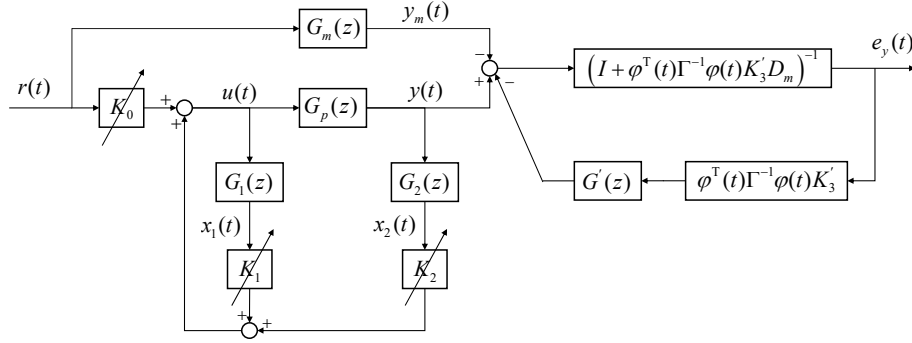 G_m(z)
y_m(t)
e_y(t)
−
+
−
(I + φ^T(t)Γ^{-1}φ(t)K_3^'D_m)^{-1}
r(t)
K_0
+
+
u(t)
G_p(z)
y(t)
G_1(z)
G_2(z)
G^'(z)
φ^T(t)Γ^{-1}φ(t)K_3^'
x_1(t)
x_2(t)
K_1
K_2
+
+